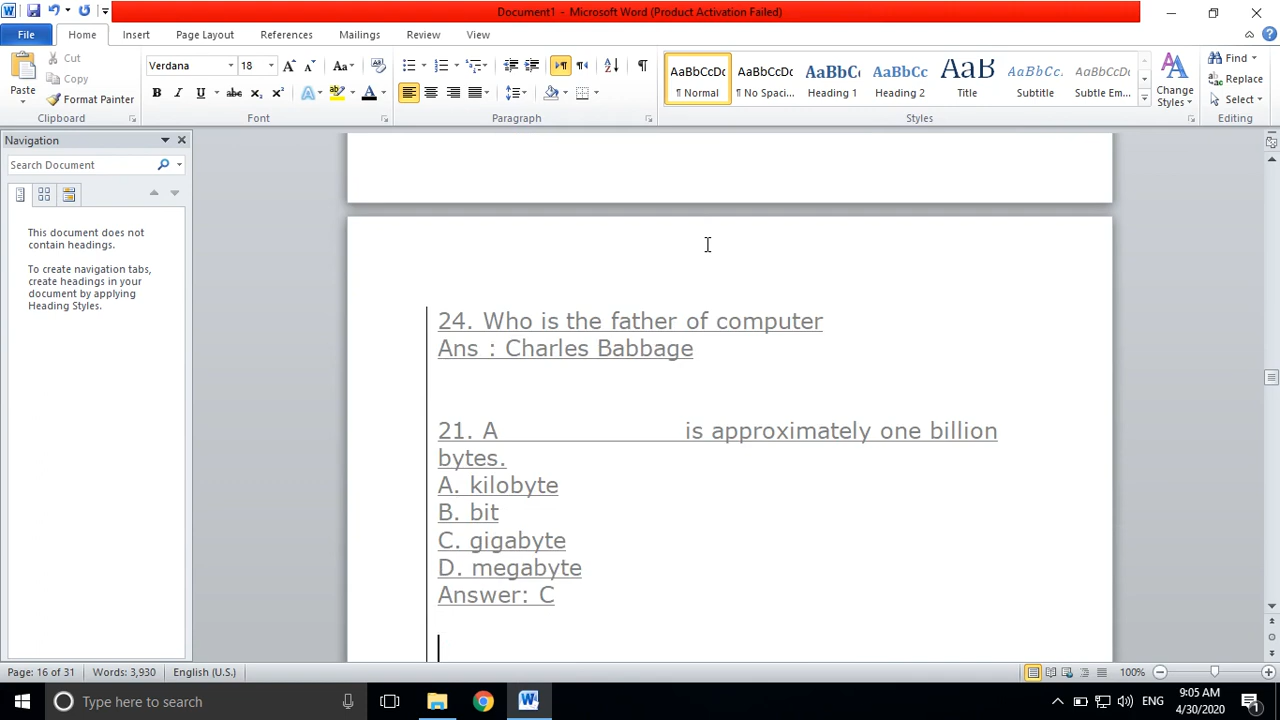 Document1 - Microsoft Word (Product Activation Failed)
File
Home
Insert
Page Layout
References
Mailings
Review
View
Paste
Cut
Copy
Format Painter
Clipboard
Verdana
18
Font
Paragraph
AaBbCcDc
¶ Normal
AaBbCcDc
¶ No Spaci...
AaBbCc
Heading 1
AaBbCc
Heading 2
AaB
Title
AaBbCc.
Subtitle
AaBbCcDc
Subtle Em...
Styles
Change
Styles
Find
Replace
Select
Editing
Navigation
Search Document
This document does not
contain headings.
To create navigation tabs,
create headings in your
document by applying
Heading Styles.
24. Who is the father of computer
Ans : Charles Babbage
21. A ____________ is approximately one billion
bytes.
A. kilobyte
B. bit
C. gigabyte
D. megabyte
Answer: C
Page: 16 of 31
Words: 3,930
English (U.S.)
100%
Type here to search
ENG
9:05 AM
4/30/2020